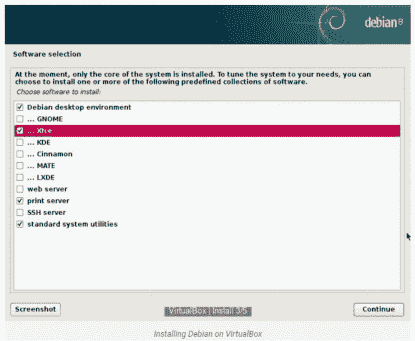 debian 9
Software selection
At the moment, only the core of the system is installed. To tune the system to your needs, you can
choose to install one or more of the following predefined collections of software.
Choose software to install:
Debian desktop environment
... GNOME
... Xfce
... KDE
... Cinnamon
... MATE
... LXDE
web server
print server
SSH server
standard system utilities
Screenshot
VirtualBox | Install 3/5
Continue
Installing Debian on VirtualBox